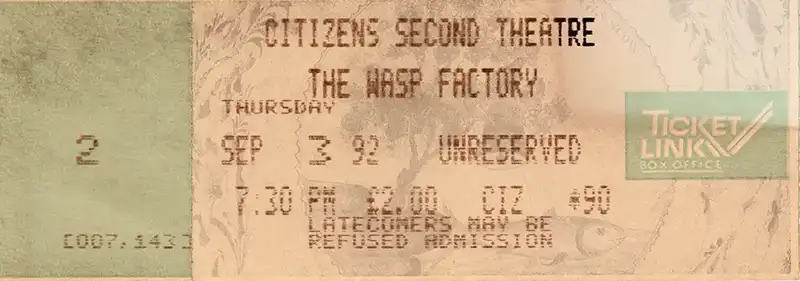 CITIZENS SECOND THEATRE
THE WASP FACTORY
THURSDAY
2 SEP 3 92 UNRESERVED
TICKET
LINK
BOX OFFICE
7:30 PM £2.00 CIZ *90
LATECOMERS MAY BE
[007,143] REFUSED ADMISSION